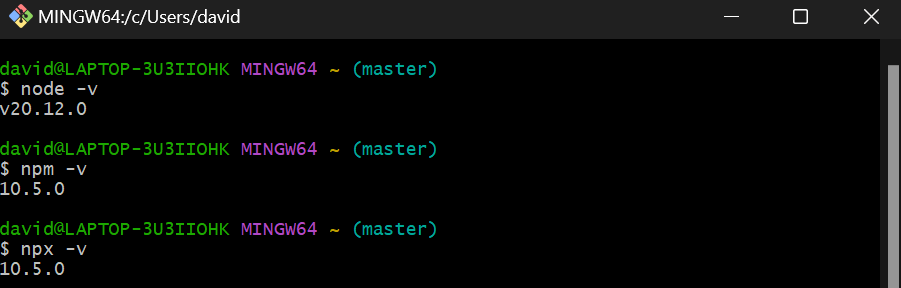 MINGW64:/c/Users/david
david@LAPTOP-3U3IIOHK MINGW64 ~ (master)
$ node -v
v20.12.0
david@LAPTOP-3U3IIOHK MINGW64 ~ (master)
$ npm -v
10.5.0
david@LAPTOP-3U3IIOHK MINGW64 ~ (master)
$ npx -v
10.5.0